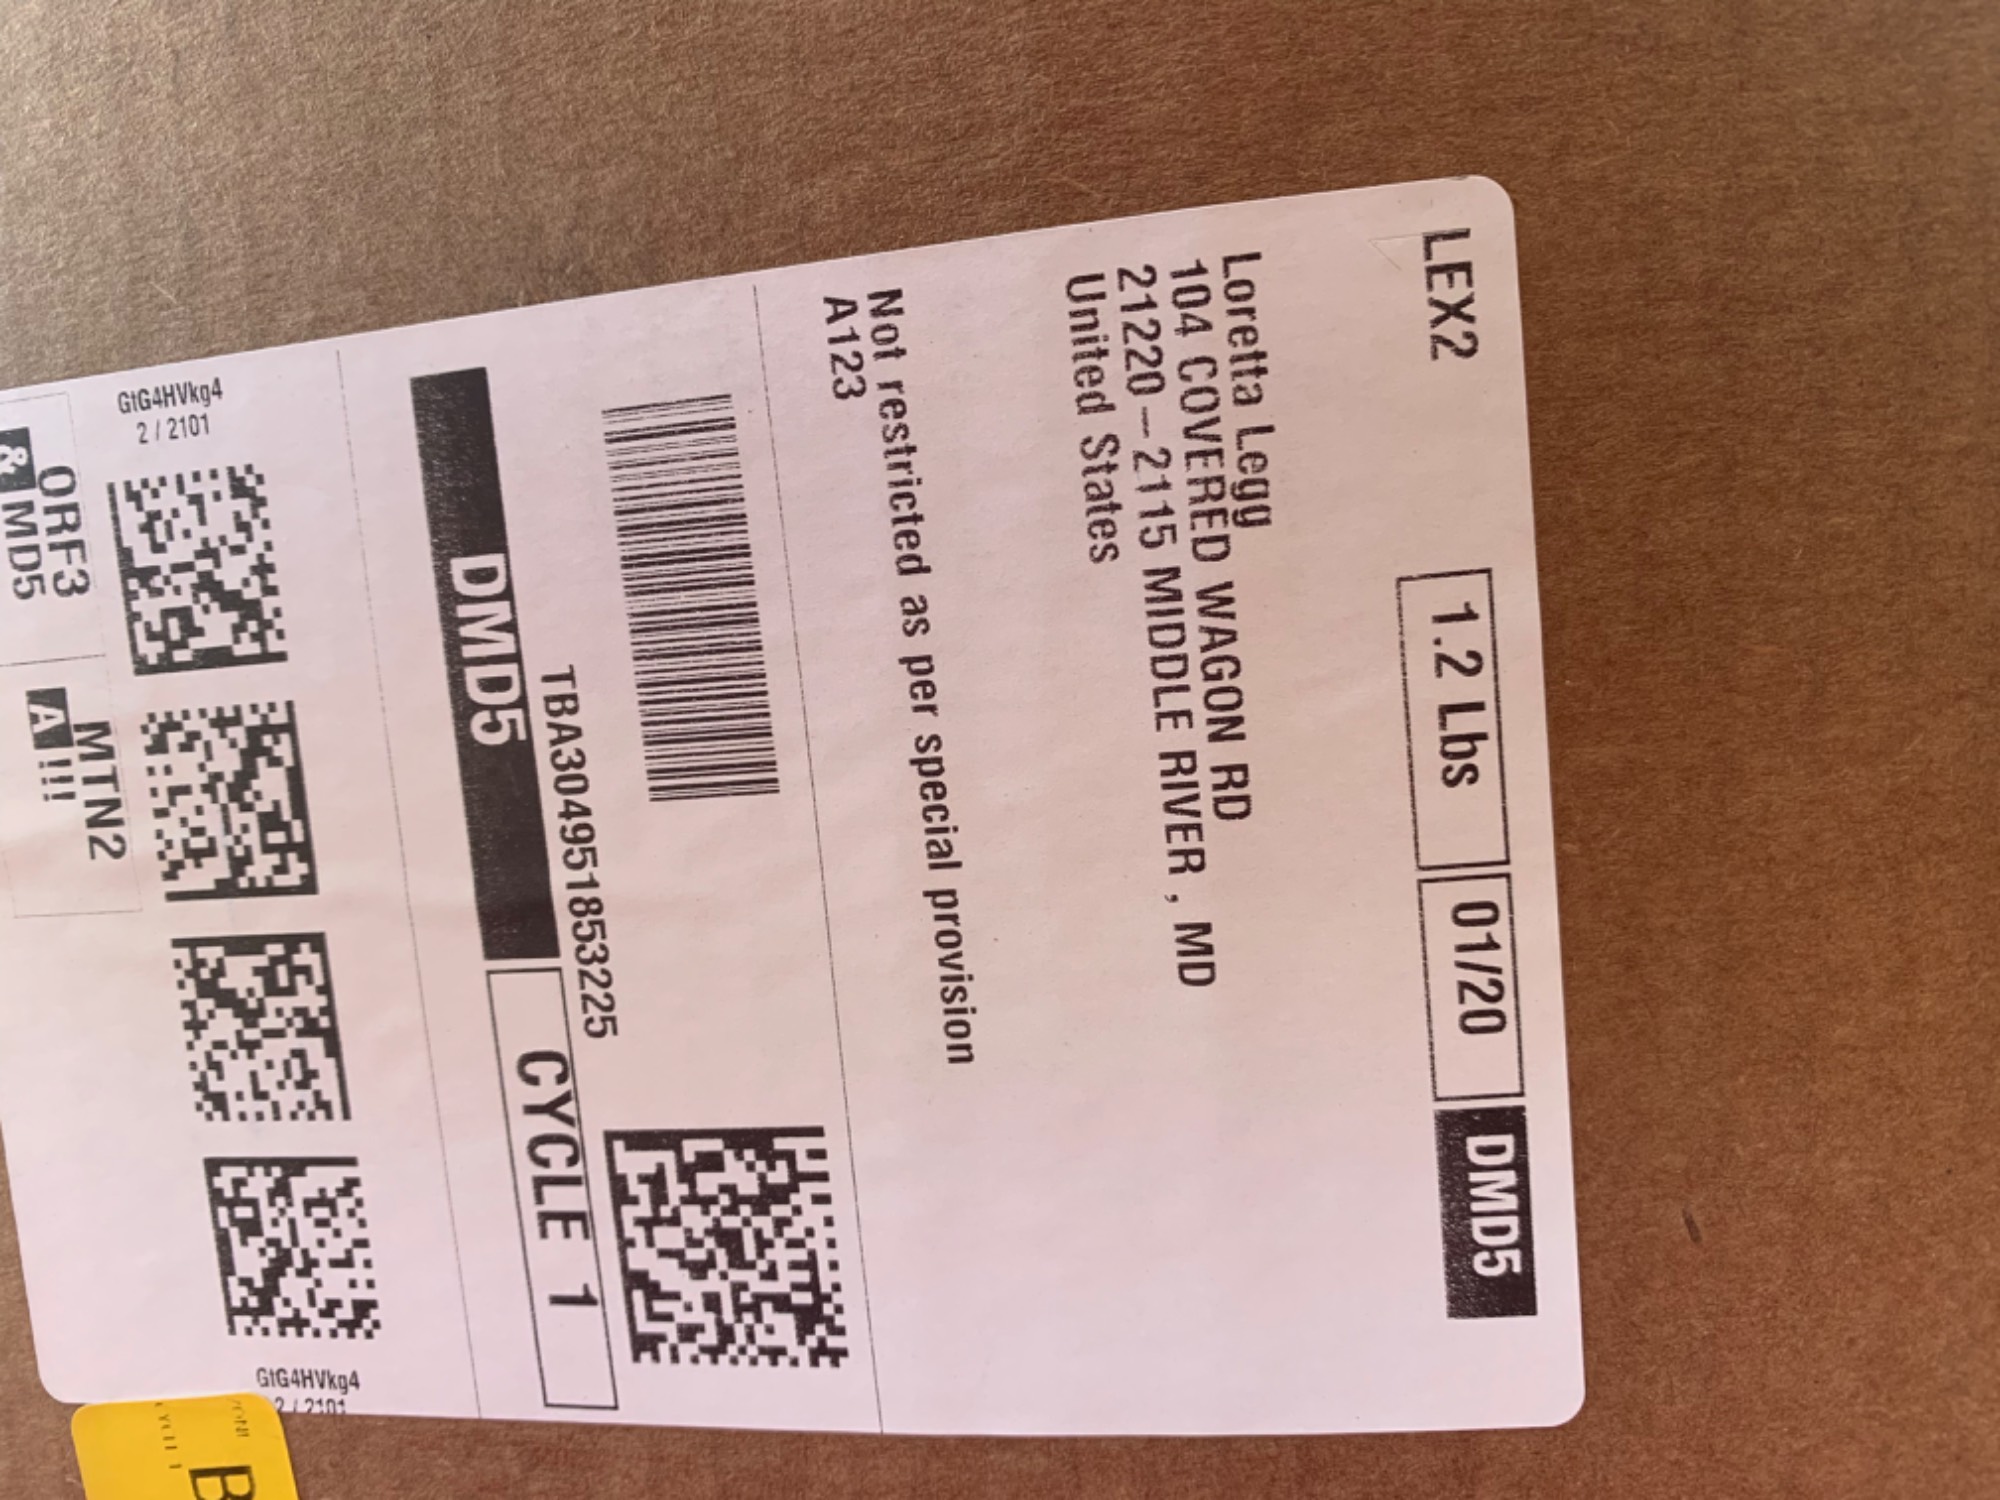 LEX2
1.2 Lbs
01/20
DMD5
Loretta Legg
104 COVERED WAGON RD
21220-2115 MIDDLE RIVER , MD
United States
Not restricted as per special provision
A123
TBA304951853225
DMD5
CYCLE 1
GtG4HVkg4
2 / 2101
GtG4HVkg4
2 / 2101
ORF3
& MD5
MTN2
A !!!
B